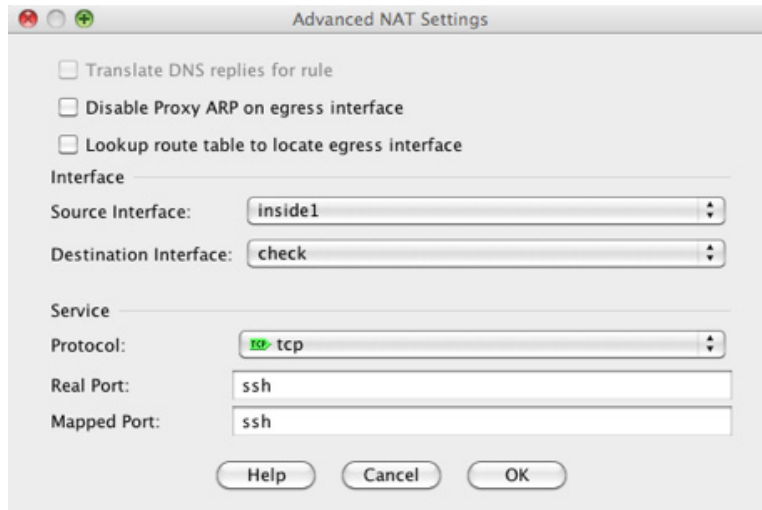 Advanced NAT Settings
Translate DNS replies for rule
Disable Proxy ARP on egress interface
Lookup route table to locate egress interface
Interface
Source Interface: inside1
Destination Interface: check
Service
Protocol: TCP tcp
Real Port: ssh
Mapped Port: ssh
Help Cancel OK